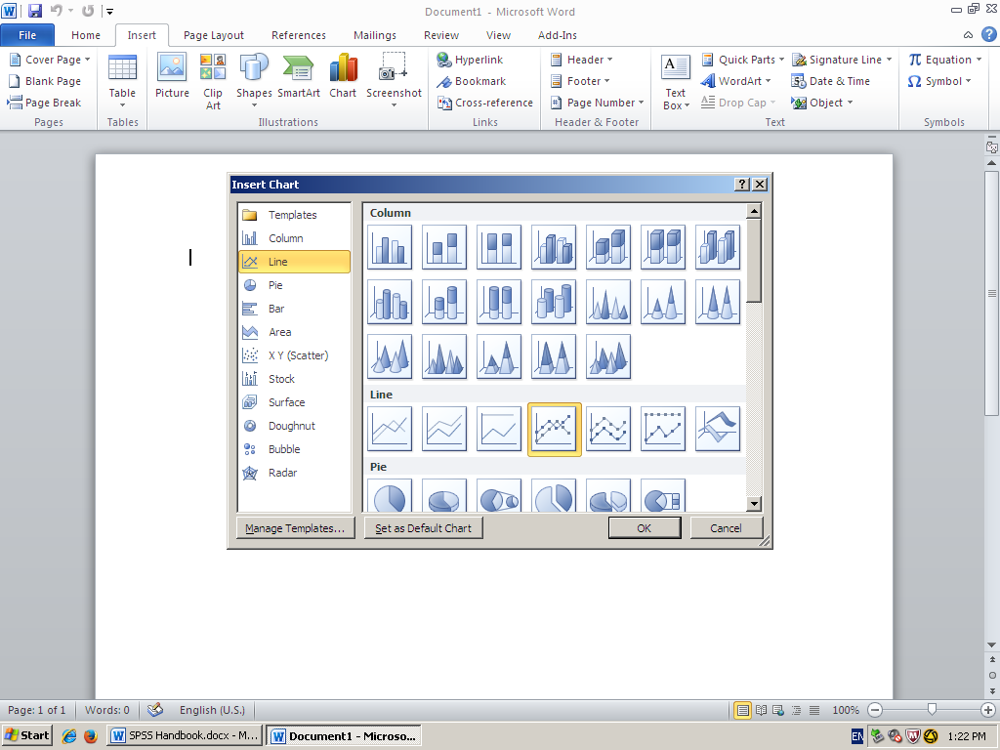 Document1 - Microsoft Word
File Home Insert Page Layout References Mailings Review View Add-Ins
Cover Page
Blank Page
Page Break
Pages
Table
Tables
Picture
Clip
Art
Shapes
SmartArt
Chart
Screenshot
Illustrations
Hyperlink
Bookmark
Cross-reference
Links
Header
Footer
Page Number
Header & Footer
Text
Box
Quick Parts
WordArt
Drop Cap
Signature Line
Date & Time
Object
Text
Equation
Symbol
Symbols
Insert Chart
Templates
Column
Line
Pie
Bar
Area
X Y (Scatter)
Stock
Surface
Doughnut
Bubble
Radar
Column
Line
Pie
Manage Templates...
Set as Default Chart
OK
Cancel
Page: 1 of 1 Words: 0 English (U.S.) 100%
Start SPSS Handbook.docx - M... Document1 - Microso... EN 1:22 PM